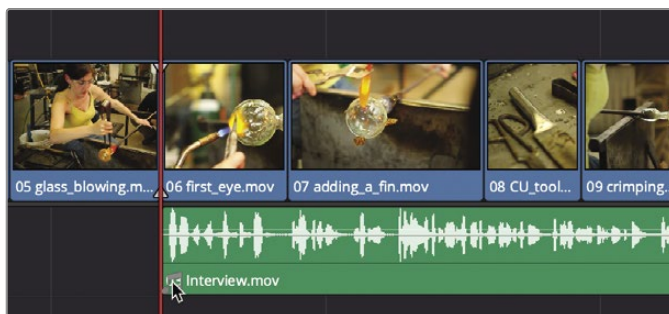 05 glass_blowing.m...
06 first_eye.mov
07 adding_a_fin.mov
08 CU_tool...
09 crimping...
Interview.mov